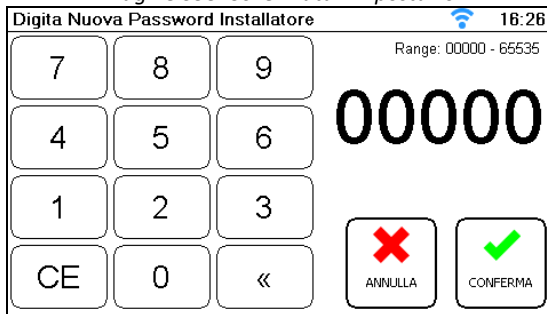 Digita Nuova Password Installatore 16:26
Range: 00000 - 65535
00000
7 8 9
4 5 6
1 2 3
CE 0 «
ANNULLA CONFERMA